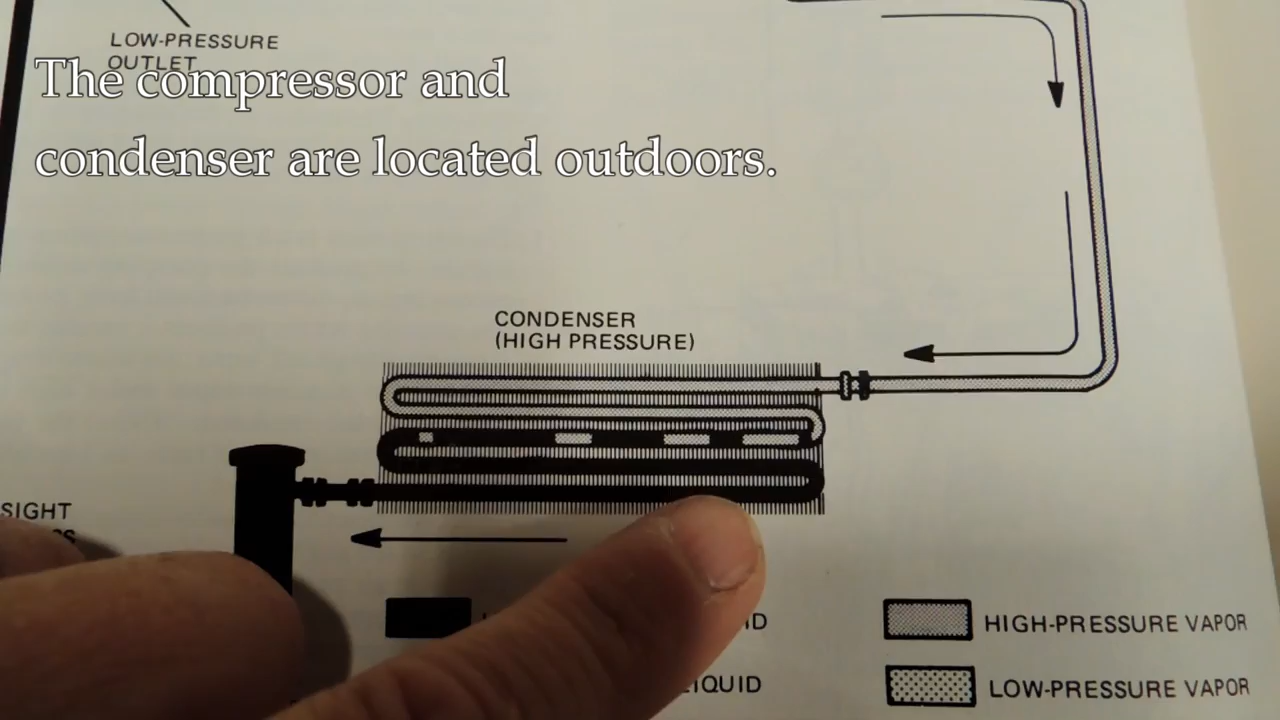 LOW-PRESSURE
OUTLET
The compressor and
condenser are located outdoors.
CONDENSER
(HIGH PRESSURE)
SIGHT
HIGH-PRESSURE VAPOR
LIQUID
LOW-PRESSURE VAPOR